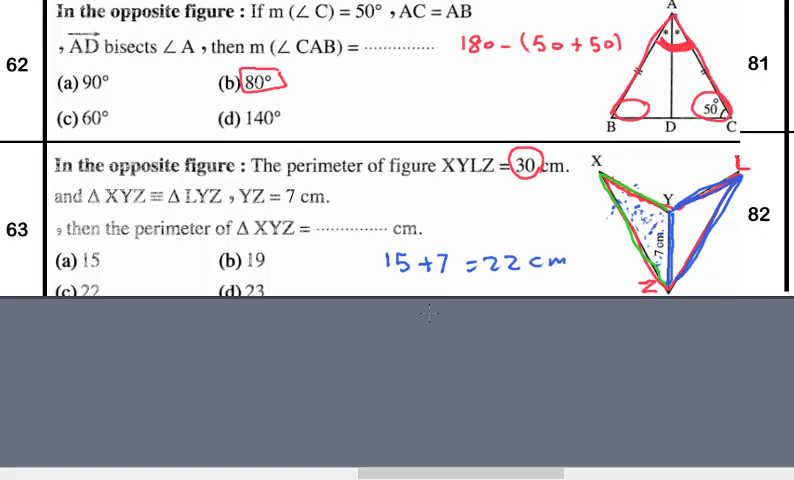 In the opposite figure : If m (∠ C) = 50° , AC = AB
, AD bisects ∠ A , then m (∠ CAB) = ··············
180 - (50 + 50)
62
81
(a) 90°
(b) 80°
(c) 60°
(d) 140°
A
* *
50°
B
D
C
In the opposite figure : The perimeter of figure XYLZ = 30 cm.
and Δ XYZ ≡ Δ LYZ , YZ = 7 cm.
, then the perimeter of Δ XYZ = ·············· cm.
63
82
(a) 15
(b) 19
15 + 7 = 22 cm
(c) 22
(d) 23
X
L
Y
7 cm.
Z